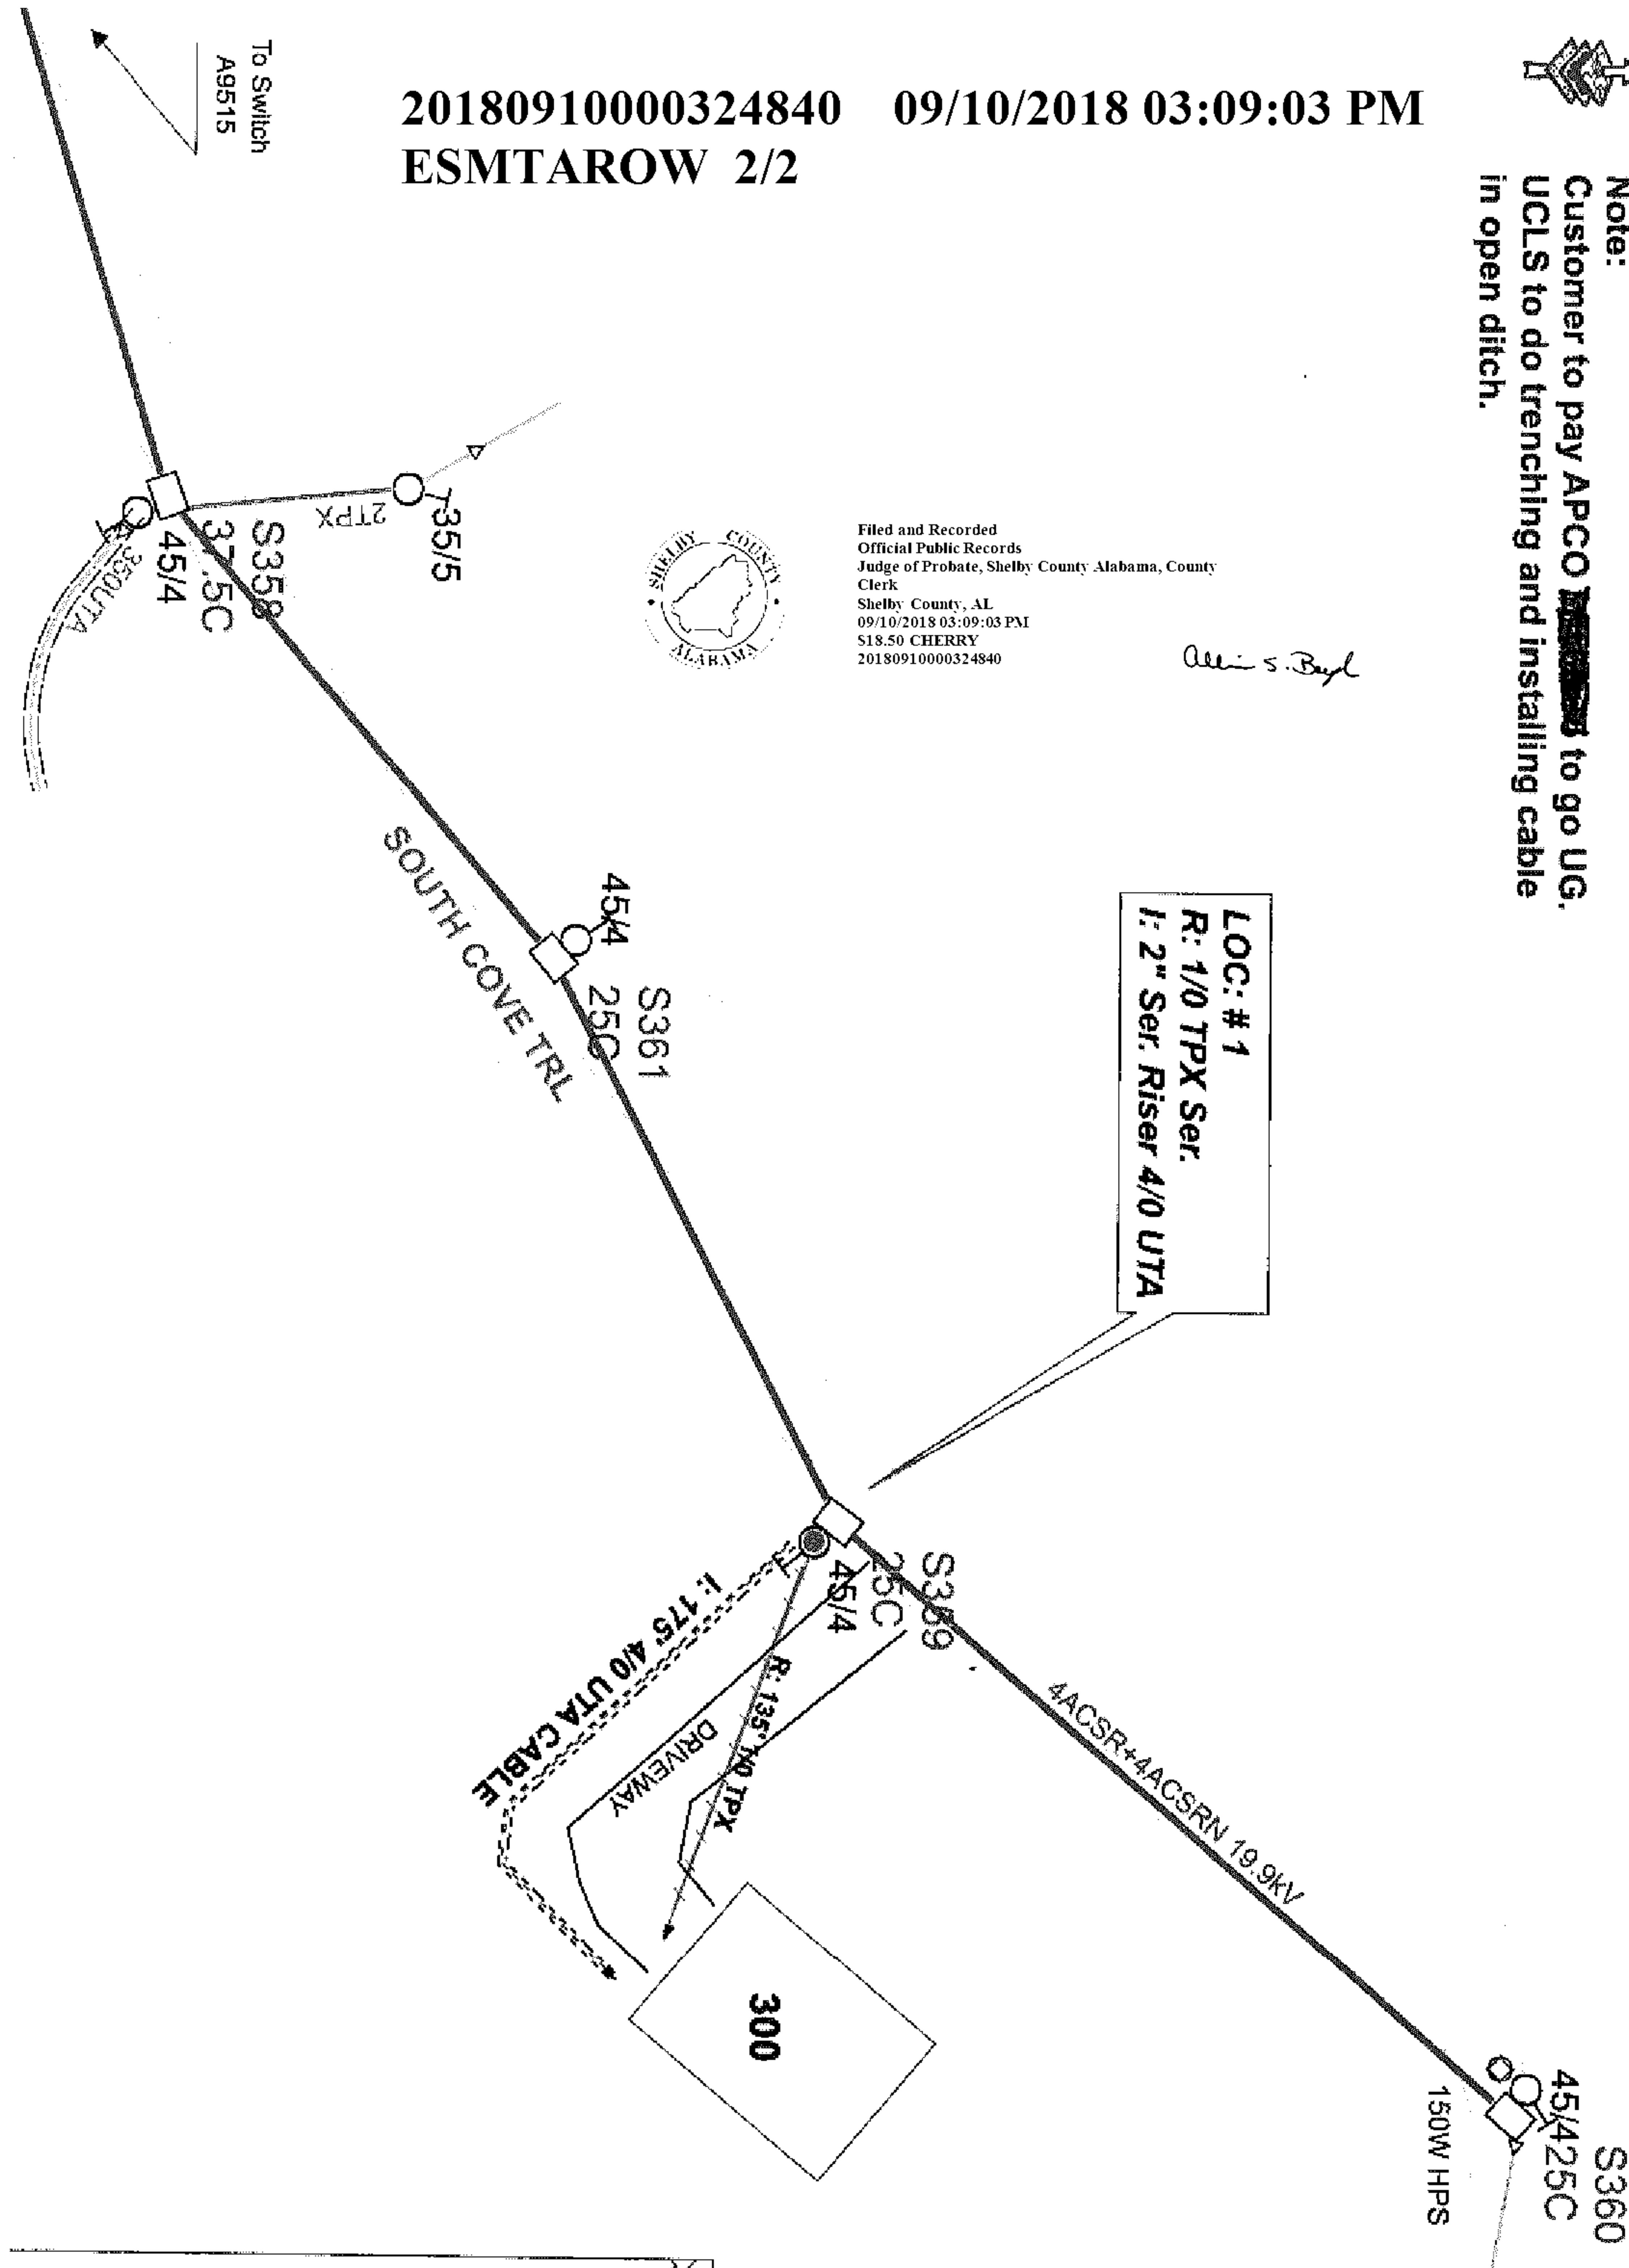 20180910000324840 09/10/2018 03:09:03 PM
ESMTAROW 2/2
Note:
Customer to pay APCO to go UG.
UCLS to do trenching and installing cable
in open ditch.
To Switch
A9515
Filed and Recorded
Official Public Records
Judge of Probate, Shelby County Alabama, County
Clerk
Shelby County, AL
09/10/2018 03:09:03 PM
$18.50 CHERRY
20180910000324840
SHELBY COUNTY
ALABAMA
35/5
2TPX
S358
37.5C
45/4
350UTA
SOUTH COVE TRL
45/4
S361
25C
LOC: # 1
R: 1/0 TPX Ser.
I: 2" Ser. Riser 4/0 UTA
S359
25C
45/4
I: 175' 4/0 UTA CABLE
R: 135' 1/0 TPX
DRIVEWAY
4ACSR+4ACSRN 19.9kV
300
S360
45/425C
150W HPS